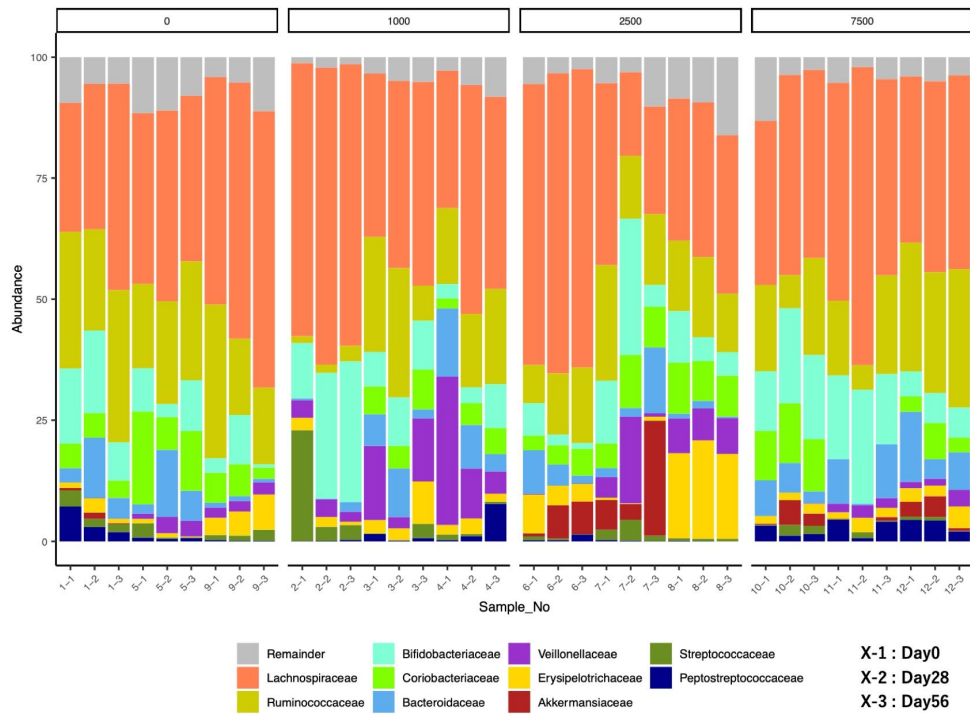 0 1000 2500 7500
100
75
50
25
0
Abundance
1-1 1-2 1-3 5-1 5-2 5-3 9-1 9-2 9-3 2-1 2-2 2-3 3-1 3-2 3-3 4-1 4-2 4-3 6-1 6-2 6-3 7-1 7-2 7-3 8-1 8-2 8-3 10-1 10-2 10-3 11-1 11-2 11-3 12-1 12-2 12-3
Sample_No
Remainder Bifidobacteriaceae Veillonellaceae Streptococcaceae X-1 : Day0
Lachnospiraceae Coriobacteriaceae Erysipelotrichaceae Peptostreptococcaceae X-2 : Day28
Ruminococcaceae Bacteroidaceae Akkermansiaceae X-3 : Day56